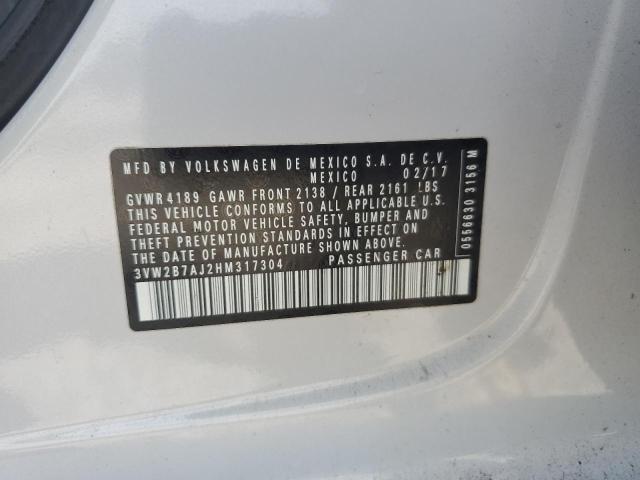 MFD BY VOLKSWAGEN DE MEXICO S.A. DE C.V.
MEXICO 02/17
GVWR4189 GAWR FRONT 2138 / REAR 2161 LBS
THIS VEHICLE CONFORMS TO ALL APPLICABLE U.S.
FEDERAL MOTOR VEHICLE SAFETY, BUMPER AND
THEFT PREVENTION STANDARDS IN EFFECT ON
THE DATE OF MANUFACTURE SHOWN ABOVE.
3VW2B7AJ2HM317304 PASSENGER CAR
0556630 3156 M